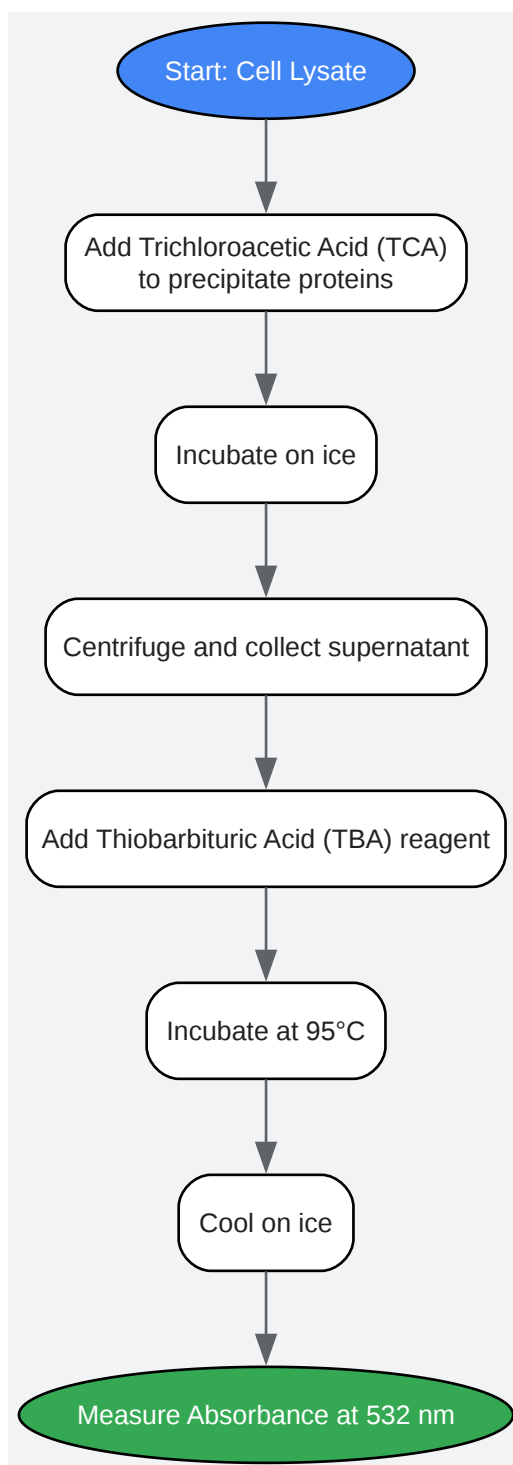 Start: Cell Lysate
Add Trichloroacetic Acid (TCA)
to precipitate proteins
Incubate on ice
Centrifuge and collect supernatant
Add Thiobarbituric Acid (TBA) reagent
Incubate at 95°C
Cool on ice
Measure Absorbance at 532 nm